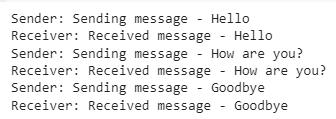 Sender: Sending message - Hello
Receiver: Received message - Hello
Sender: Sending message - How are you?
Receiver: Received message - How are you?
Sender: Sending message - Goodbye
Receiver: Received message - Goodbye